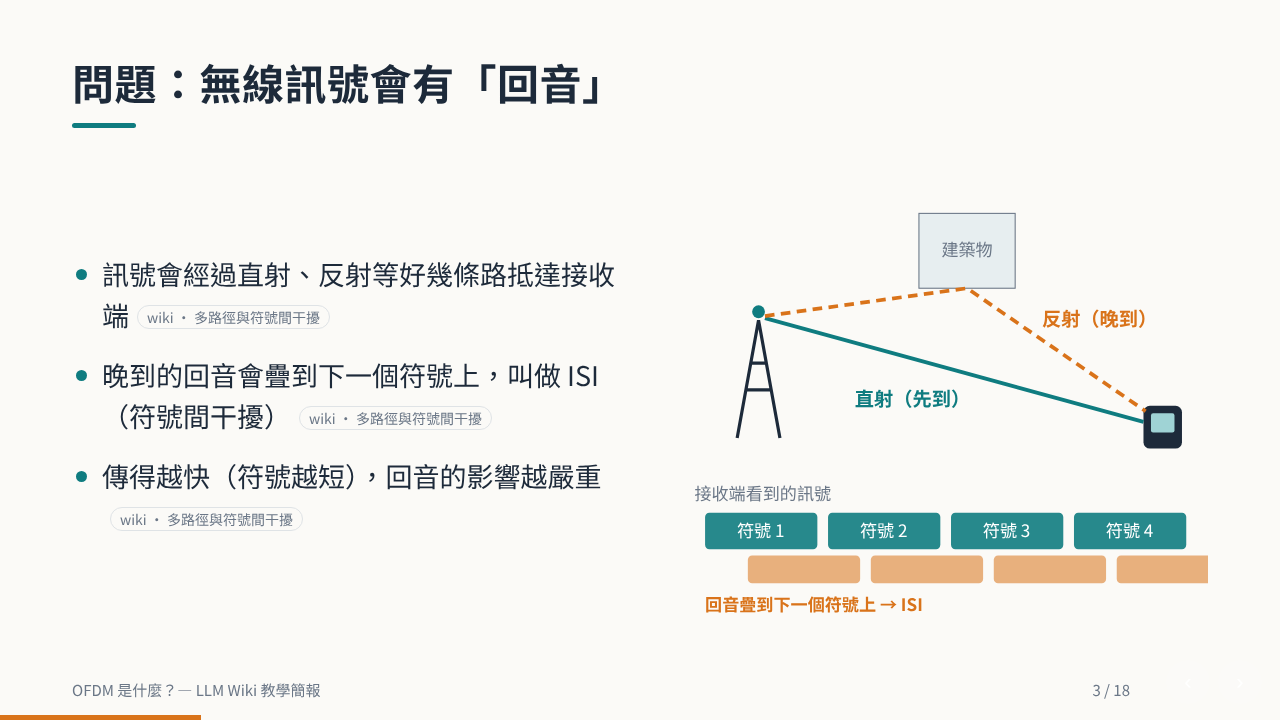 問題：無線訊號會有「回音」
訊號會經過直射、反射等好幾條路抵達接收
端 wiki · 多路徑與符號間干擾
晚到的回音會疊到下一個符號上，叫做 ISI
（符號間干擾） wiki · 多路徑與符號間干擾
傳得越快（符號越短），回音的影響越嚴重
wiki · 多路徑與符號間干擾
建築物
反射（晚到）
直射（先到）
接收端看到的訊號
符號 1 符號 2 符號 3 符號 4
回音疊到下一個符號上 → ISI
OFDM 是什麼？— LLM Wiki 教學簡報
3 / 18